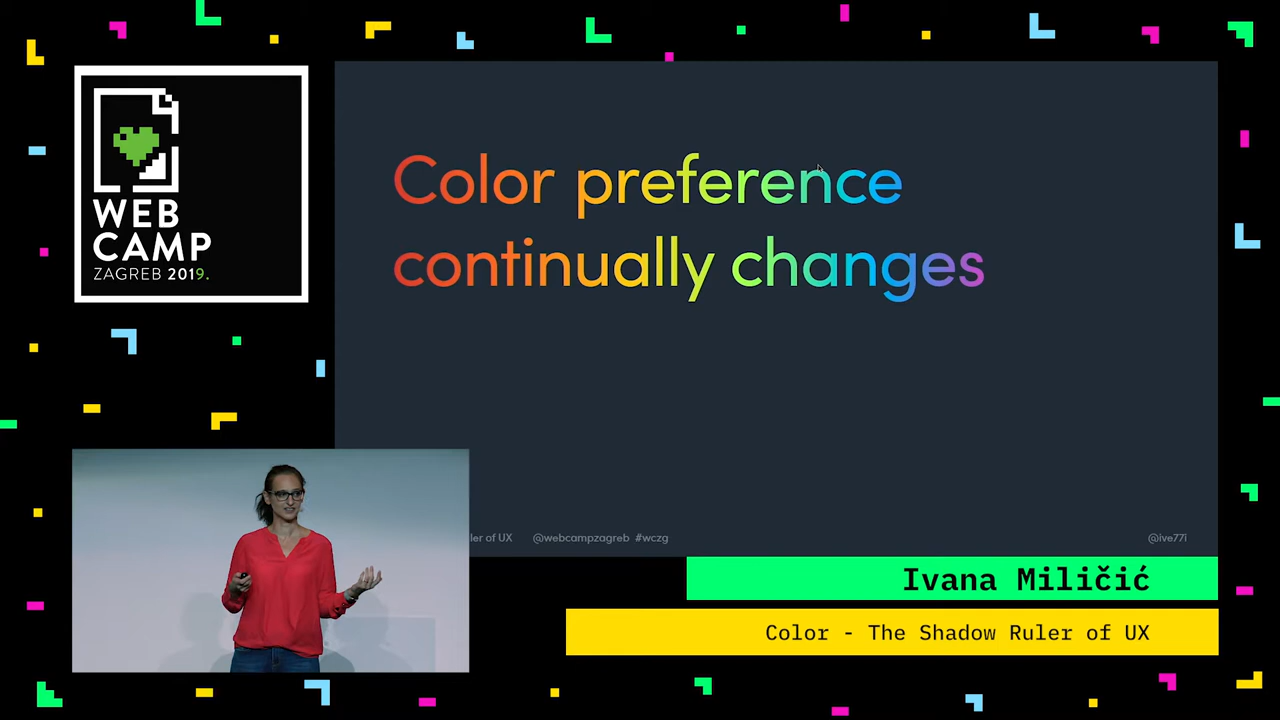 WEB
CAMP
ZAGREB 2019.
Color preference
continually changes
ler of UX @webcampzagreb #wczg
@ive77i
Ivana Miličić
Color - The Shadow Ruler of UX